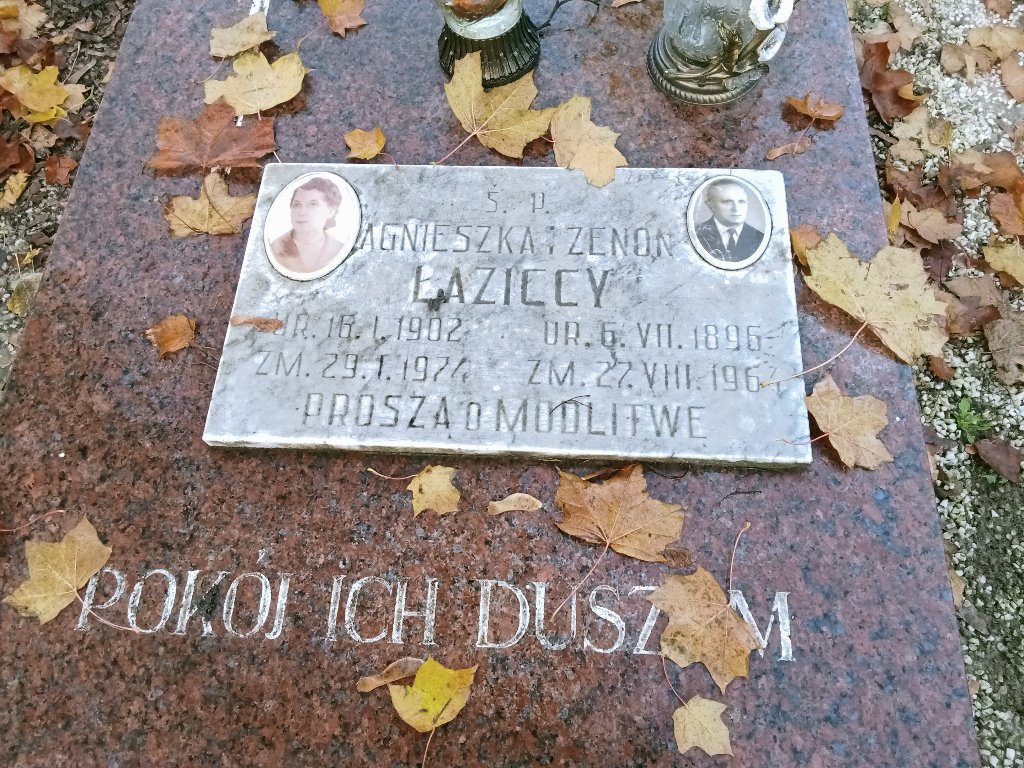 Ś. P.
AGNIESZKA i ZENON
ŁAZICCY
UR. 16. I. 1902 UR. 6. VII. 1896
ZM. 29. I. 1974 ZM. 27. VIII.
PROSZĄ O MODLITWĘ
POKÓJ ICH DUSZOM